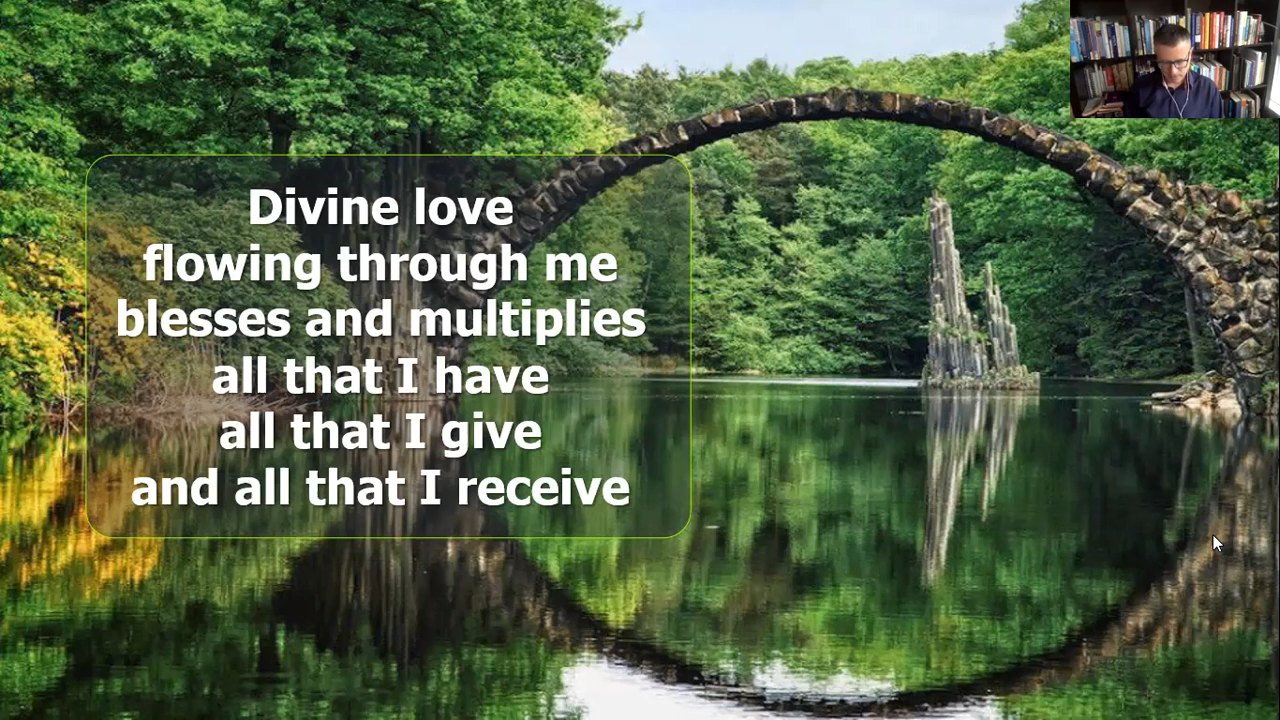 Divine love
flowing through me
blesses and multiplies
all that I have
all that I give
and all that I receive